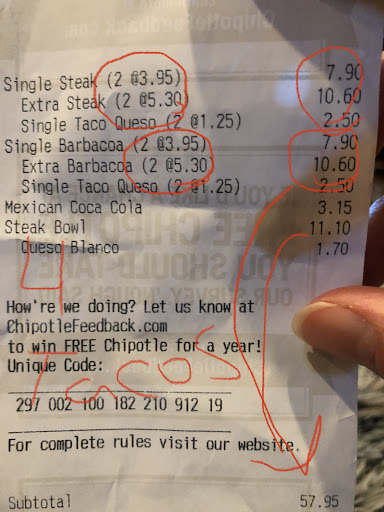 Single Steak (2 @3.95) 7.90
Extra Steak (2 @5.30) 10.60
Single Taco Queso (2 @1.25) 2.50
Single Barbacoa (2 @3.95) 7.90
Extra Barbacoa (2 @5.30) 10.60
Single Taco Queso (2 @1.25) 2.50
Mexican Coca Cola 3.15
Steak Bowl 11.10
Queso Blanco 1.70
4
How're we doing? Let us know at
ChipotleFeedback.com
to win FREE Chipotle for a year!
Unique Code:
Tacos
297 002 100 182 210 912 19
For complete rules visit our website.
Subtotal 57.95